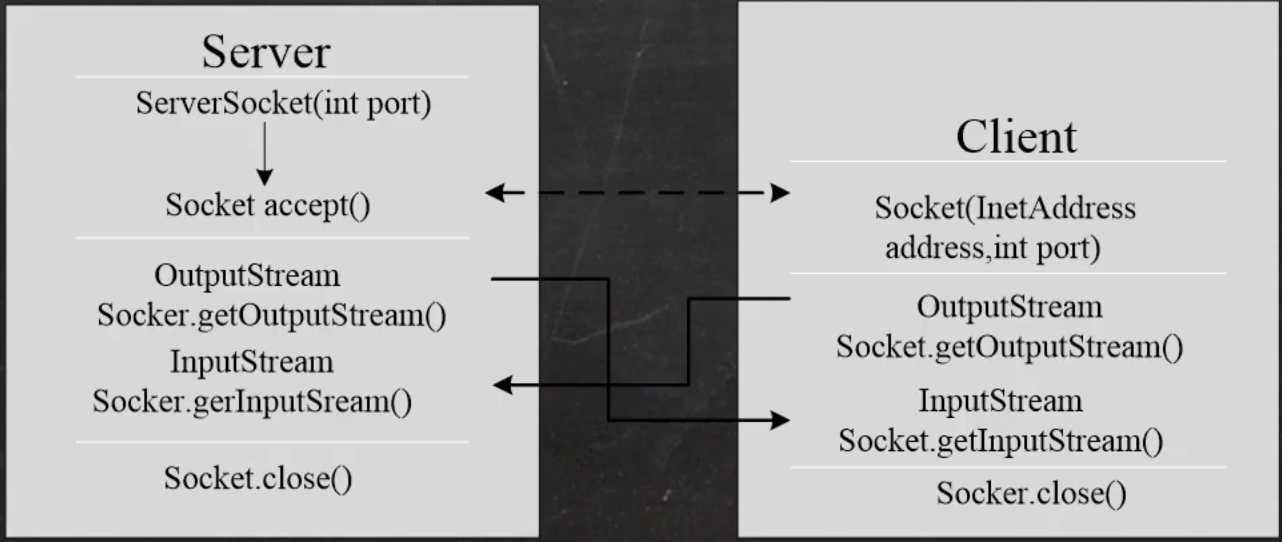 Server
ServerSocket(int port)
Socket accept()
OutputStream
Socker.getOutputStream()
InputStream
Socker.gerInputSream()
Socket.close()
Client
Socket(InetAddress
address,int port)
OutputStream
Socket.getOutputStream()
InputStream
Socket.getInputStream()
Socker.close()